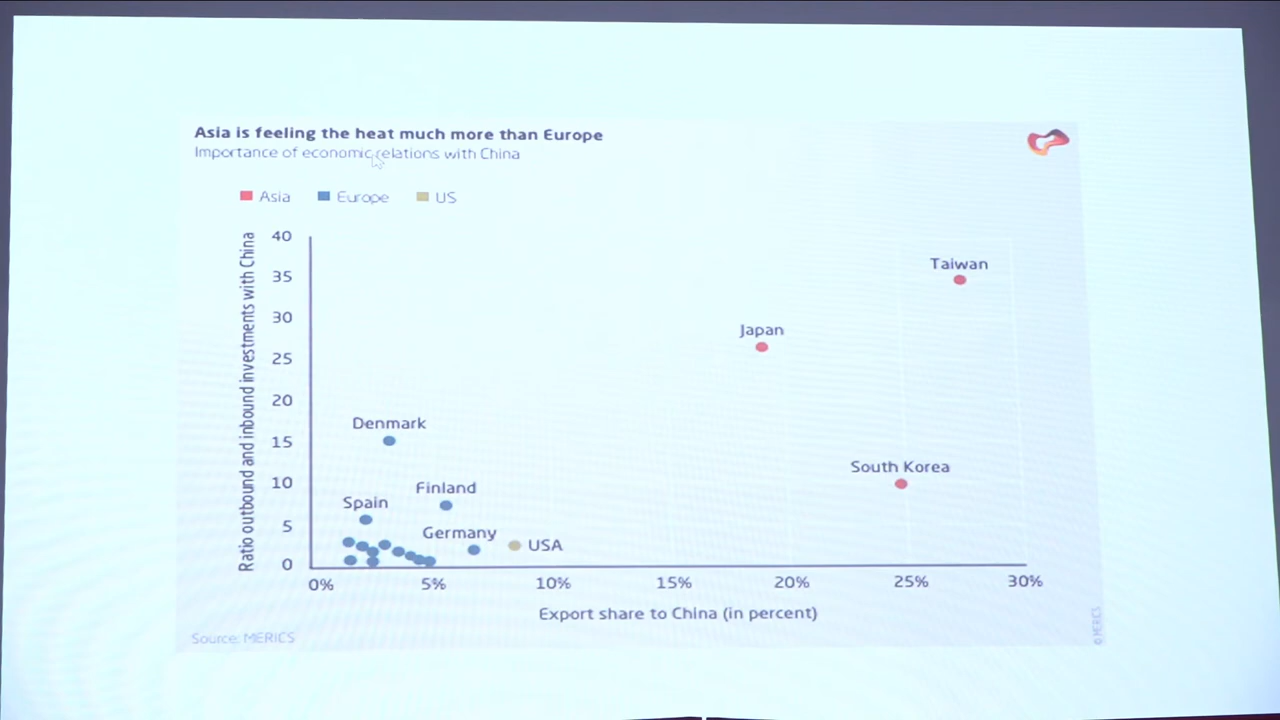 Asia is feeling the heat much more than Europe
Importance of economic relations with China
Asia Europe US
Ratio outbound and inbound investments with China
40
35
30
25
20
15
10
5
0
Taiwan
Japan
Denmark
South Korea
Finland
Spain
Germany
USA
0% 5% 10% 15% 20% 25% 30%
Export share to China (in percent)
Source: MERICS
© MERICS